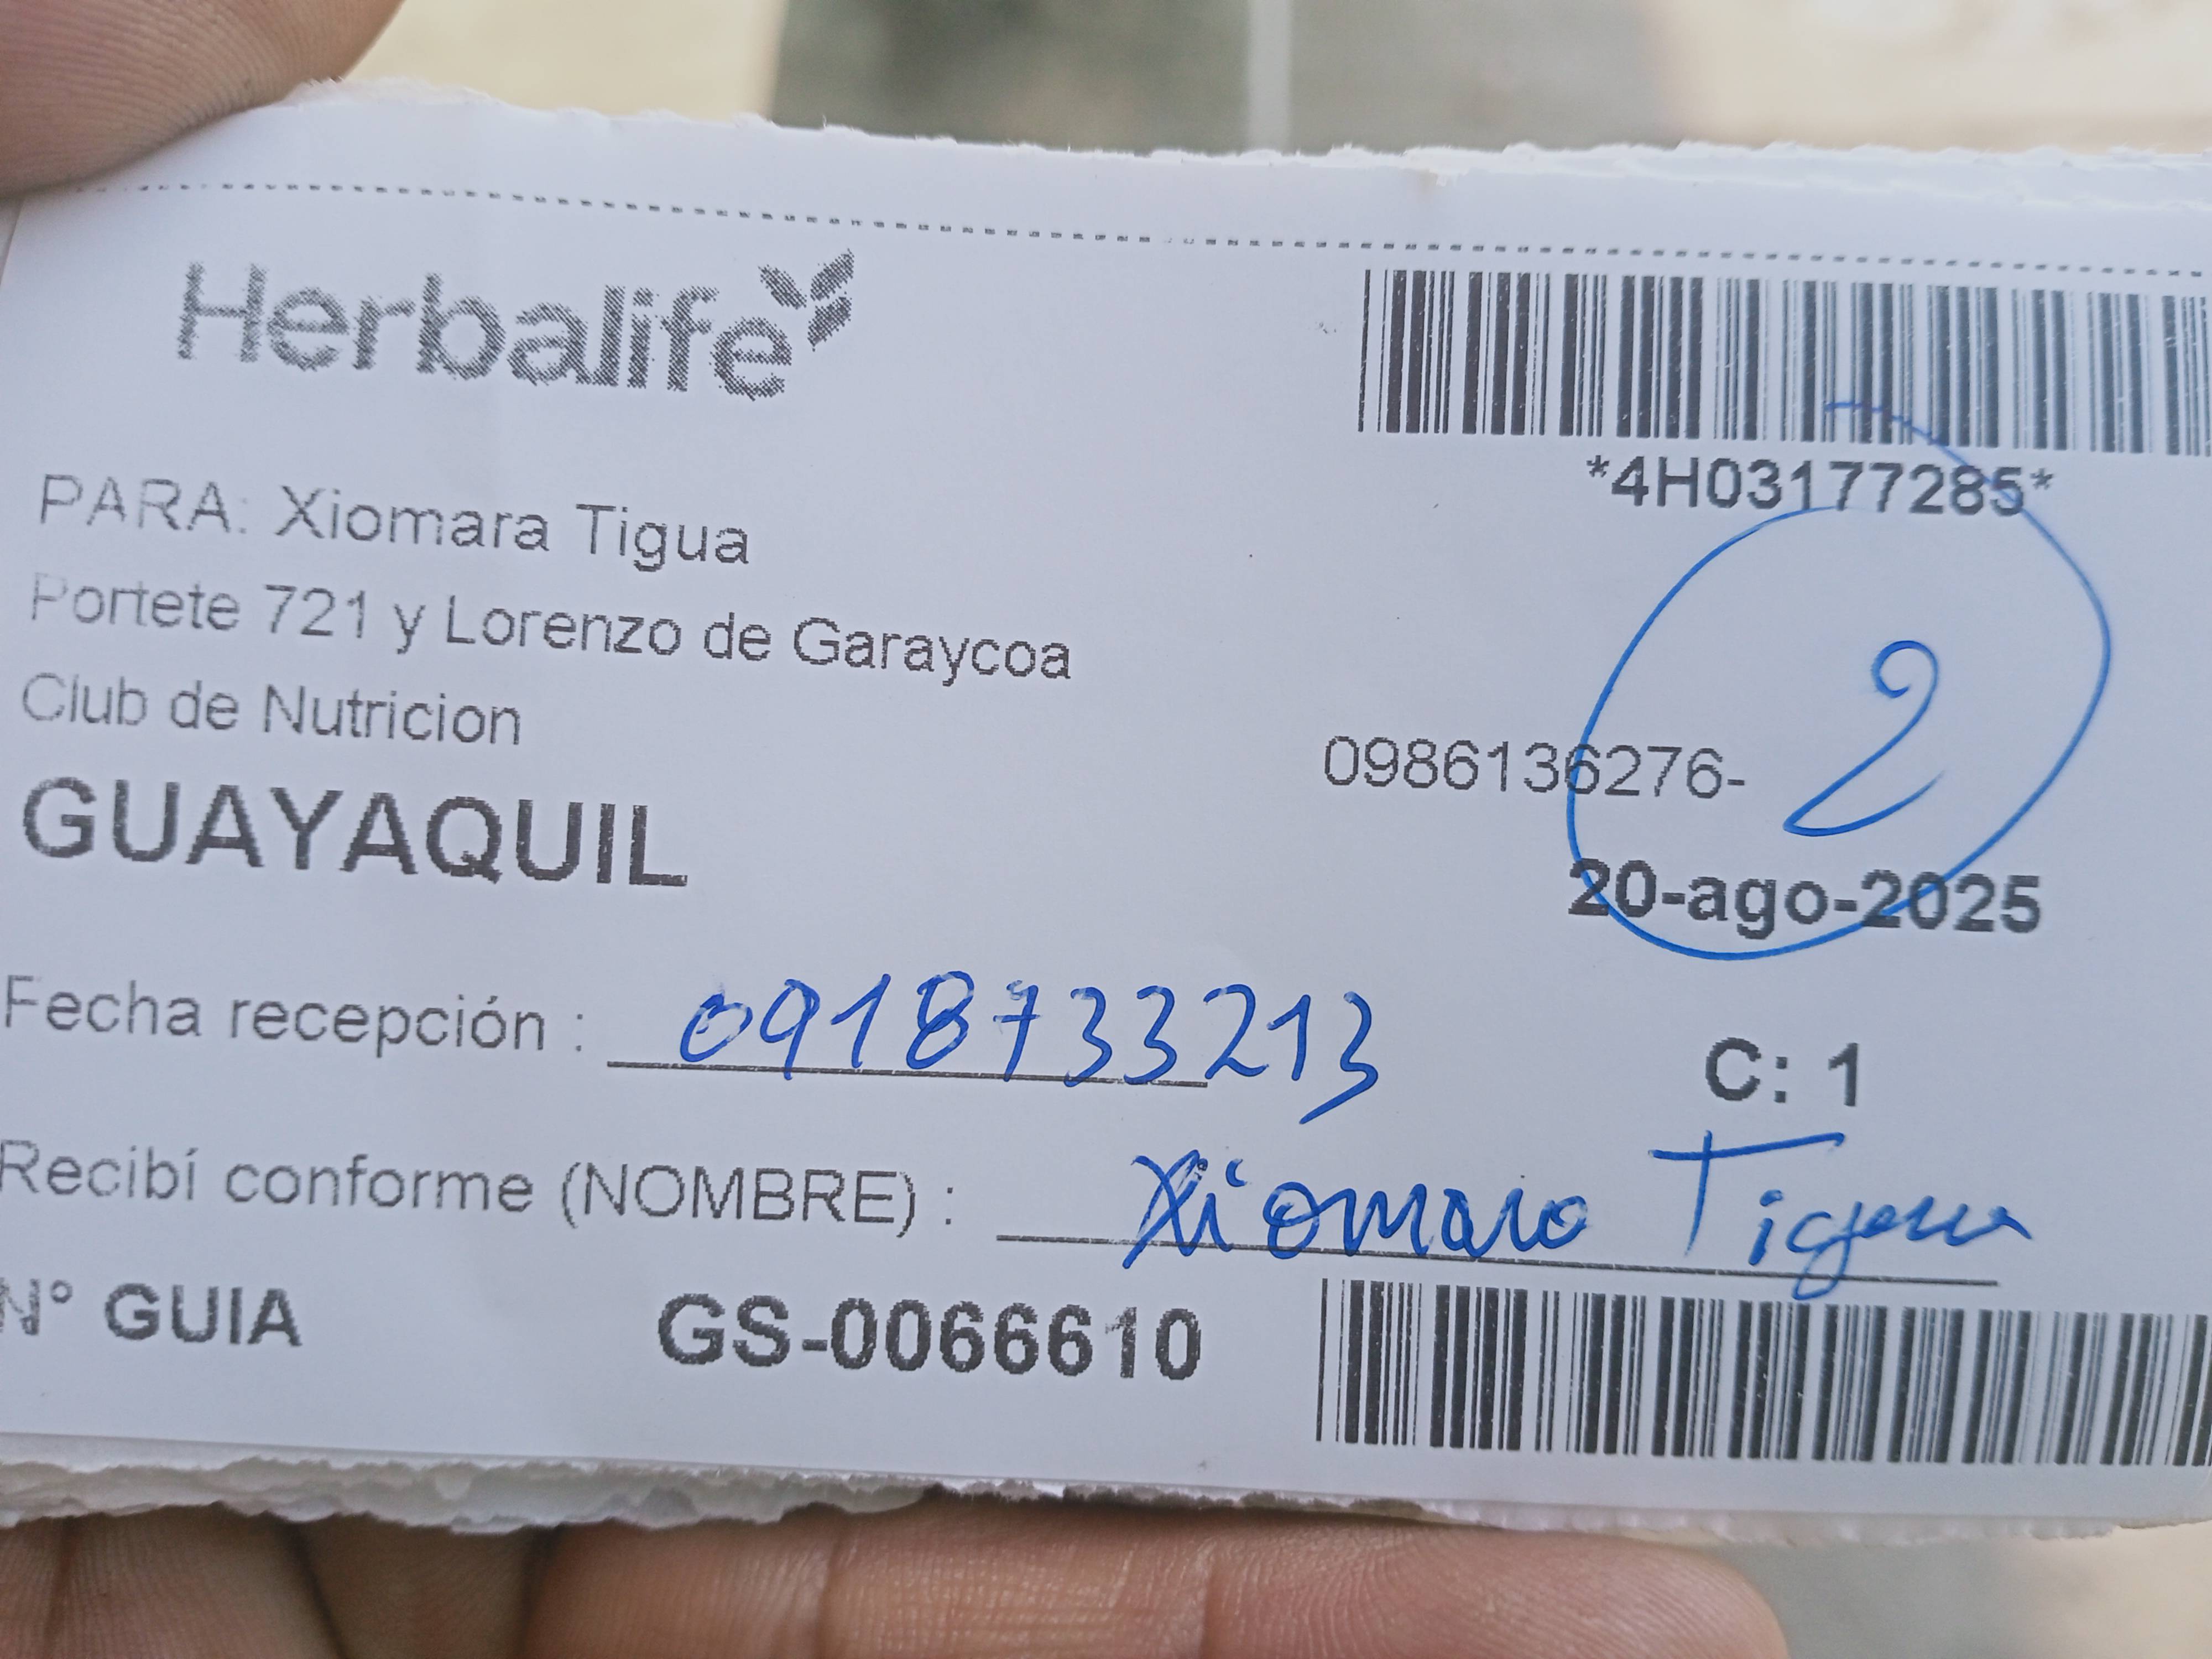 Herbalife
*4H03177285*
PARA: Xiomara Tigua
Portete 721 y Lorenzo de Garaycoa
Club de Nutricion
0986136276-
2
GUAYAQUIL
20-ago-2025
Fecha recepción : 0918733213
C: 1
Recibí conforme (NOMBRE) : Xiomara Tigua
N° GUIA GS-0066610